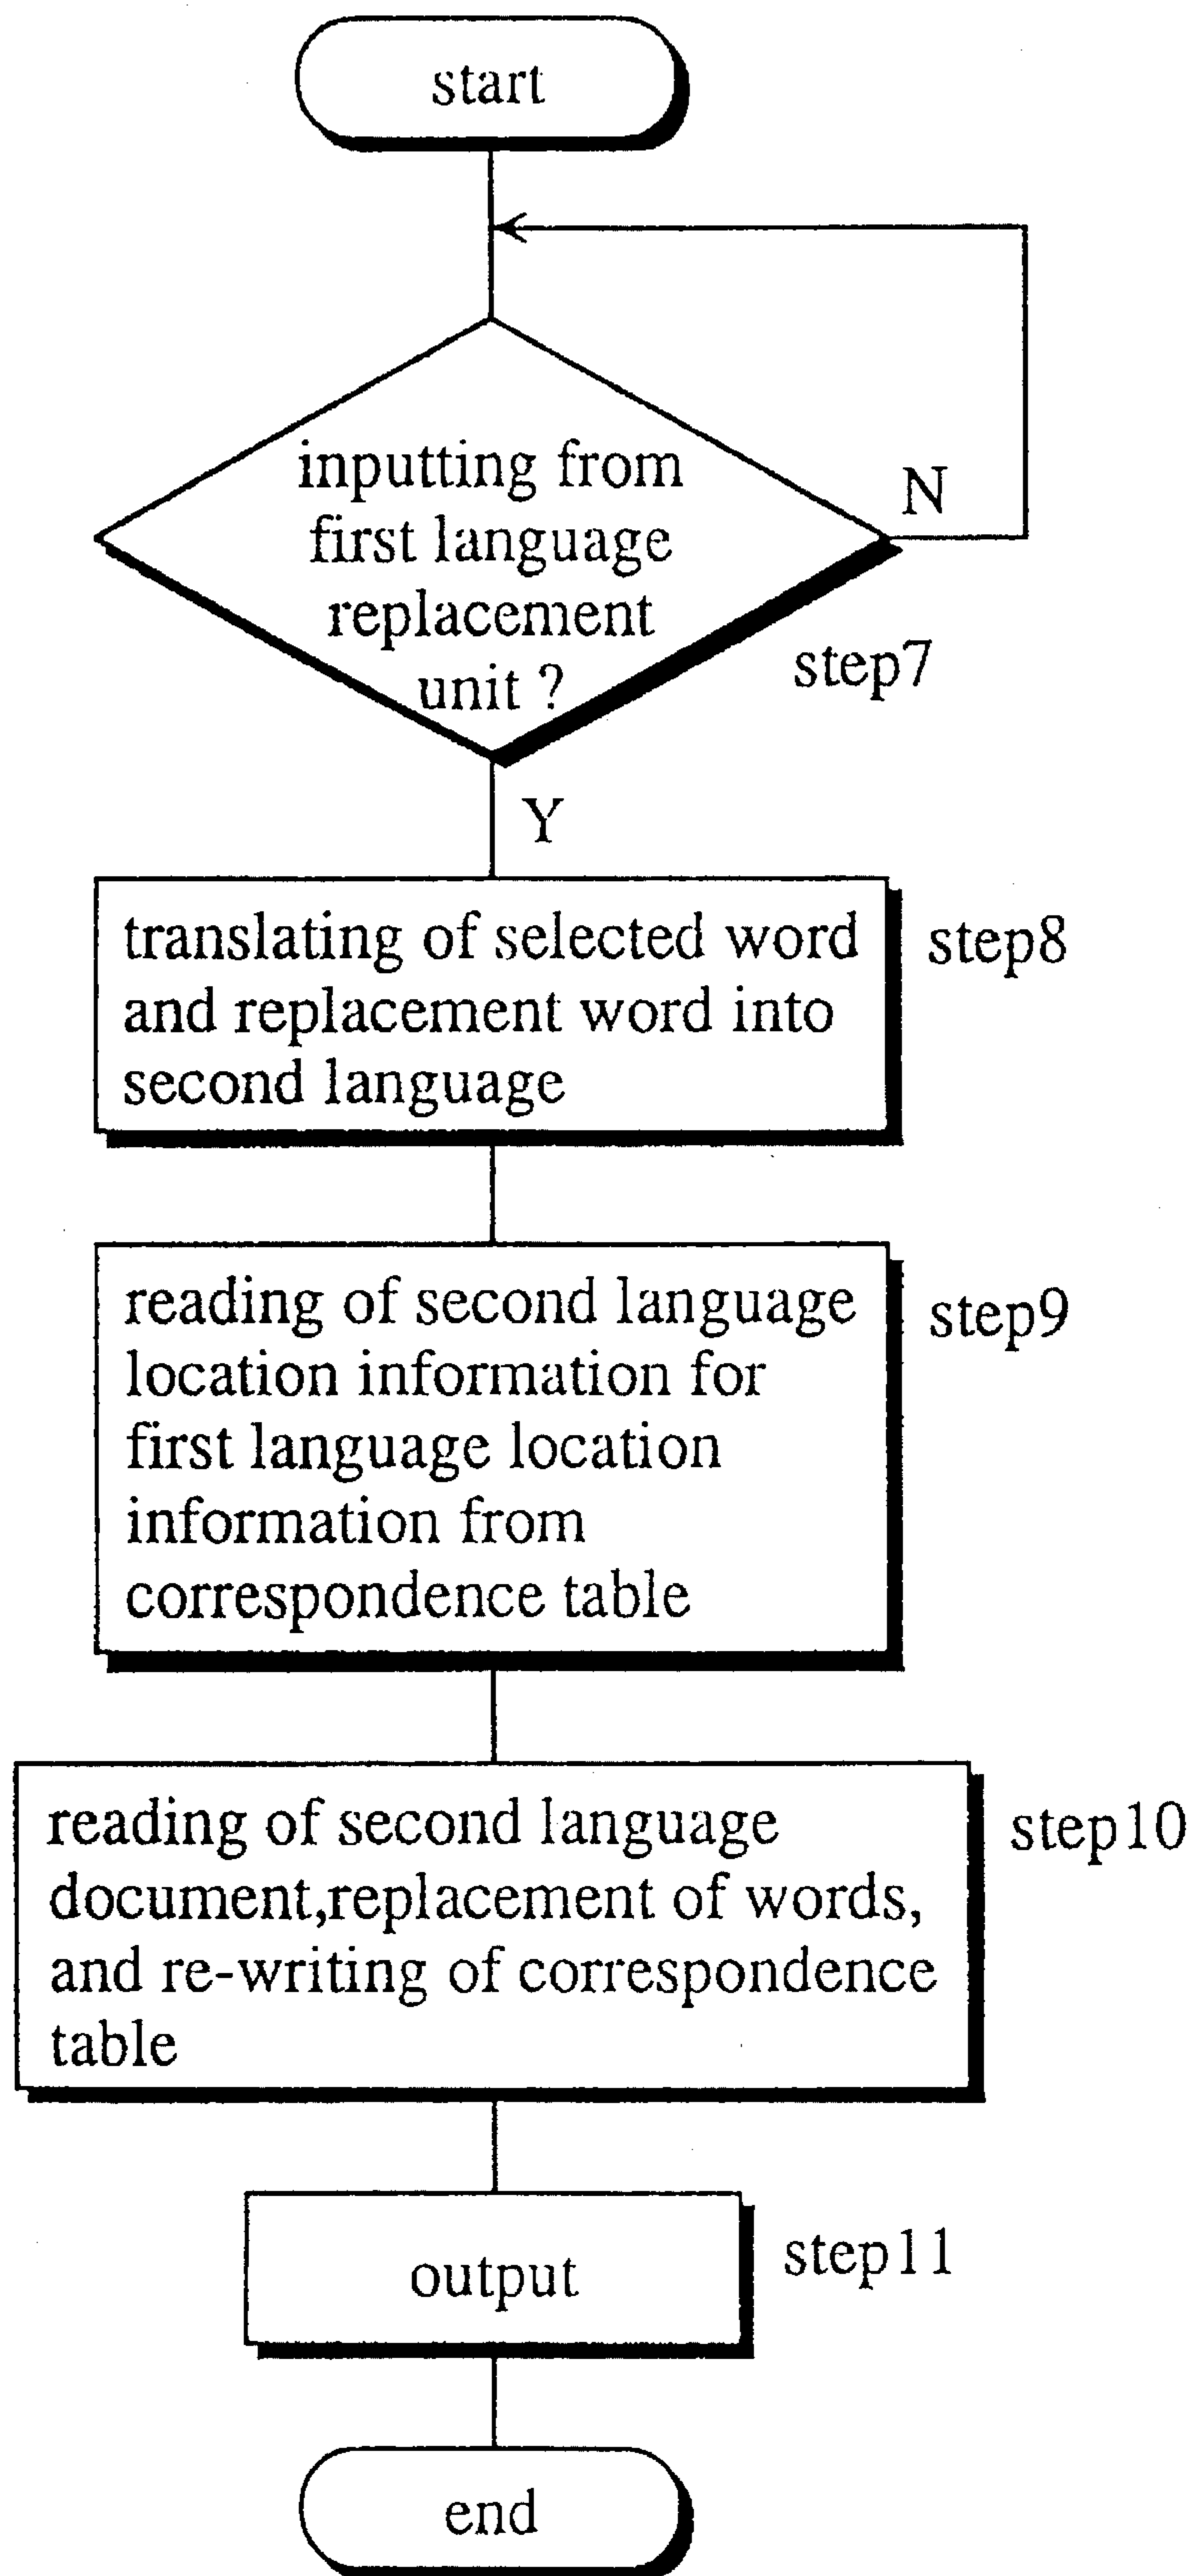 start
inputting from
first language
replacement
unit ?
N
step7
Y
translating of selected word
and replacement word into
second language
step8
reading of second language
location information for
first language location
information from
correspondence table
step9
reading of second language
document,replacement of words,
and re-writing of correspondence
table
step10
output
step11
end